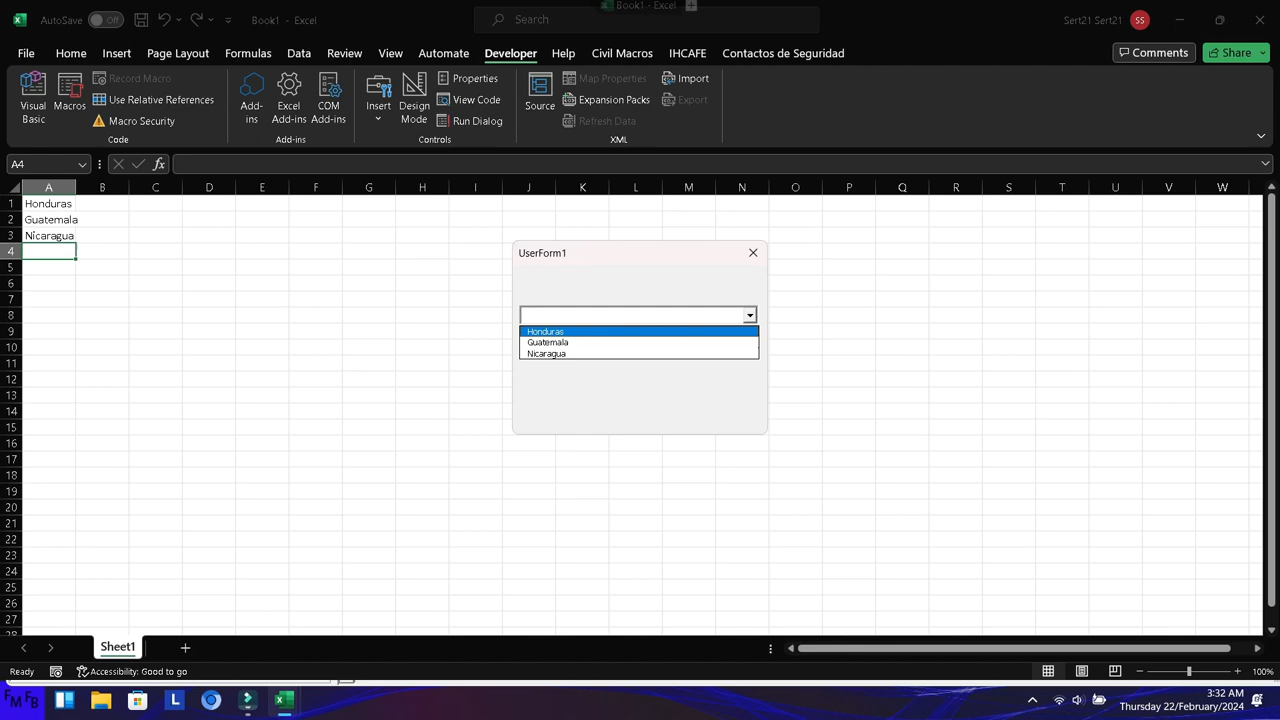 Book1 - Excel
AutoSave Off Book1 - Excel Search Sert21 Sert21 SS
File Home Insert Page Layout Formulas Data Review View Automate Developer Help Civil Macros IHCAFE Contactos de Seguridad Comments Share
Visual Basic
Macros
Record Macro
Use Relative References
Macro Security
Code
Add-ins
Excel Add-ins
COM Add-ins
Add-ins
Insert
Design Mode
Properties
View Code
Run Dialog
Controls
Source
Map Properties
Expansion Packs
Refresh Data
Import
Export
XML
A4 fx
A B C D E F G H I J K L M N O P Q R S T U V W
1 Honduras
2 Guatemala
3 Nicaragua
4
5
6
7
8
9
10
11
12
13
14
15
16
17
18
19
20
21
22
23
24
25
26
27
28
UserForm1
Honduras
Guatemala
Nicaragua
Sheet1
Ready Accessibility: Good to go 100%
FM FB L 3:32 AM
Thursday 22/February/2024